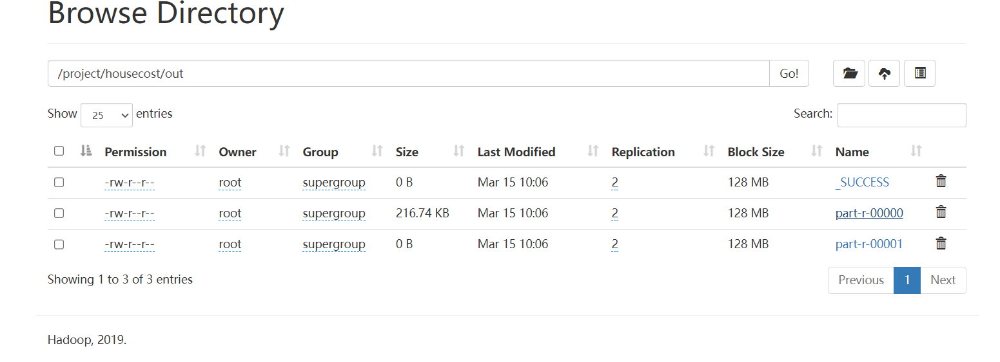 Browse Directory
/project/housecost/out Go!
Show 25 entries Search:
Permission Owner Group Size Last Modified Replication Block Size Name
-rw-r--r-- root supergroup 0 B Mar 15 10:06 2 128 MB _SUCCESS
-rw-r--r-- root supergroup 216.74 KB Mar 15 10:06 2 128 MB part-r-00000
-rw-r--r-- root supergroup 0 B Mar 15 10:06 2 128 MB part-r-00001
Showing 1 to 3 of 3 entries Previous 1 Next
Hadoop, 2019.